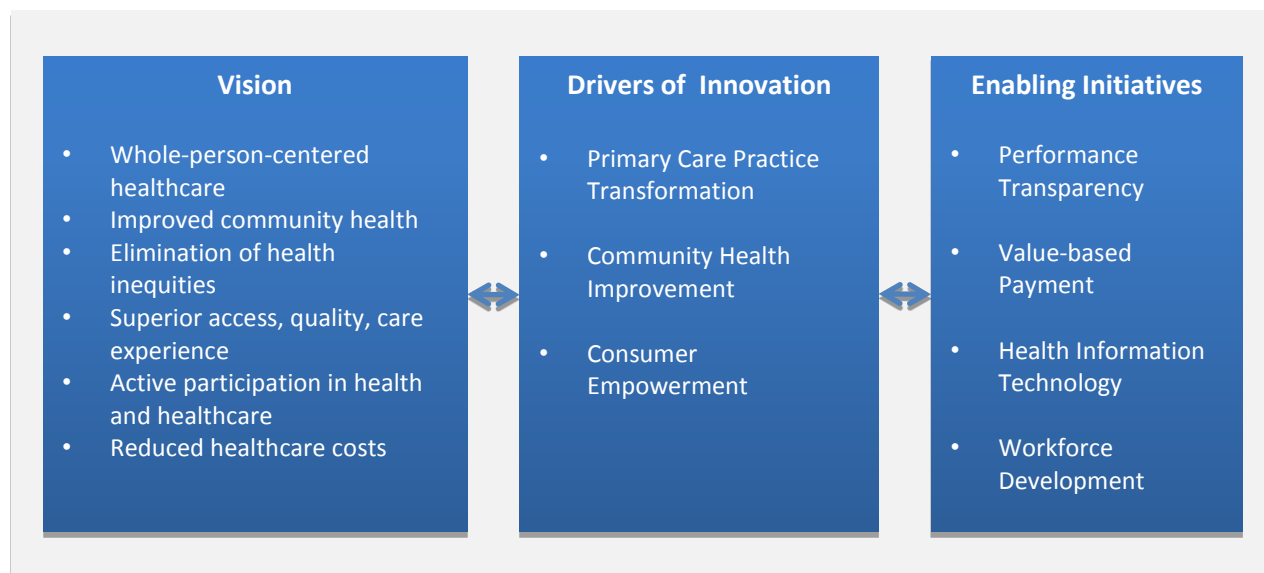 Vision
• Whole-person-centered
healthcare
• Improved community health
• Elimination of health
inequities
• Superior access, quality, care
experience
• Active participation in health
and healthcare
• Reduced healthcare costs
Drivers of Innovation
• Primary Care Practice
Transformation
• Community Health
Improvement
• Consumer
Empowerment
Enabling Initiatives
• Performance
Transparency
• Value-based
Payment
• Health Information
Technology
• Workforce
Development